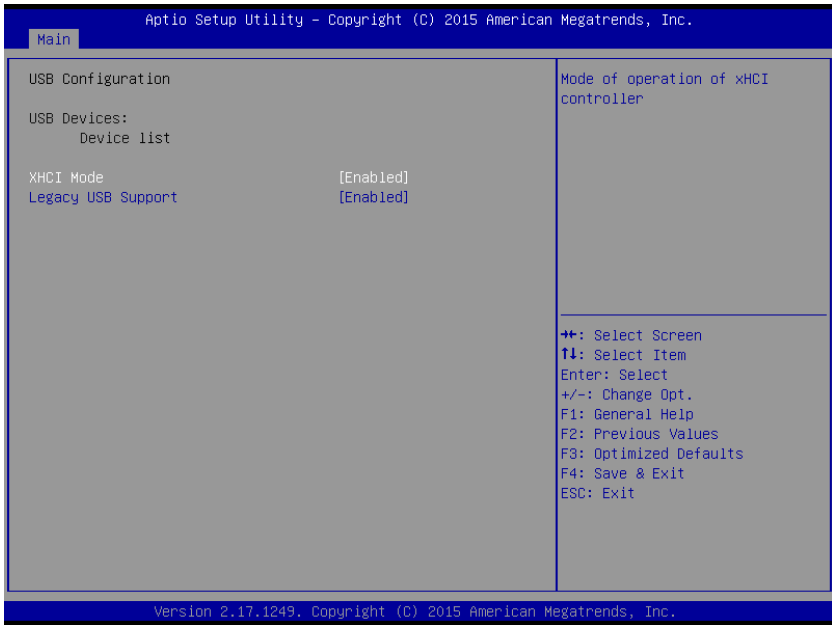 Aptio Setup Utility – Copyright (C) 2015 American Megatrends, Inc.
Main
USB Configuration
USB Devices:
Device list
XHCI Mode [Enabled]
Legacy USB Support [Enabled]
Mode of operation of xHCI
controller
→←: Select Screen
↑↓: Select Item
Enter: Select
+/-: Change Opt.
F1: General Help
F2: Previous Values
F3: Optimized Defaults
F4: Save & Exit
ESC: Exit
Version 2.17.1249. Copyright (C) 2015 American Megatrends, Inc.